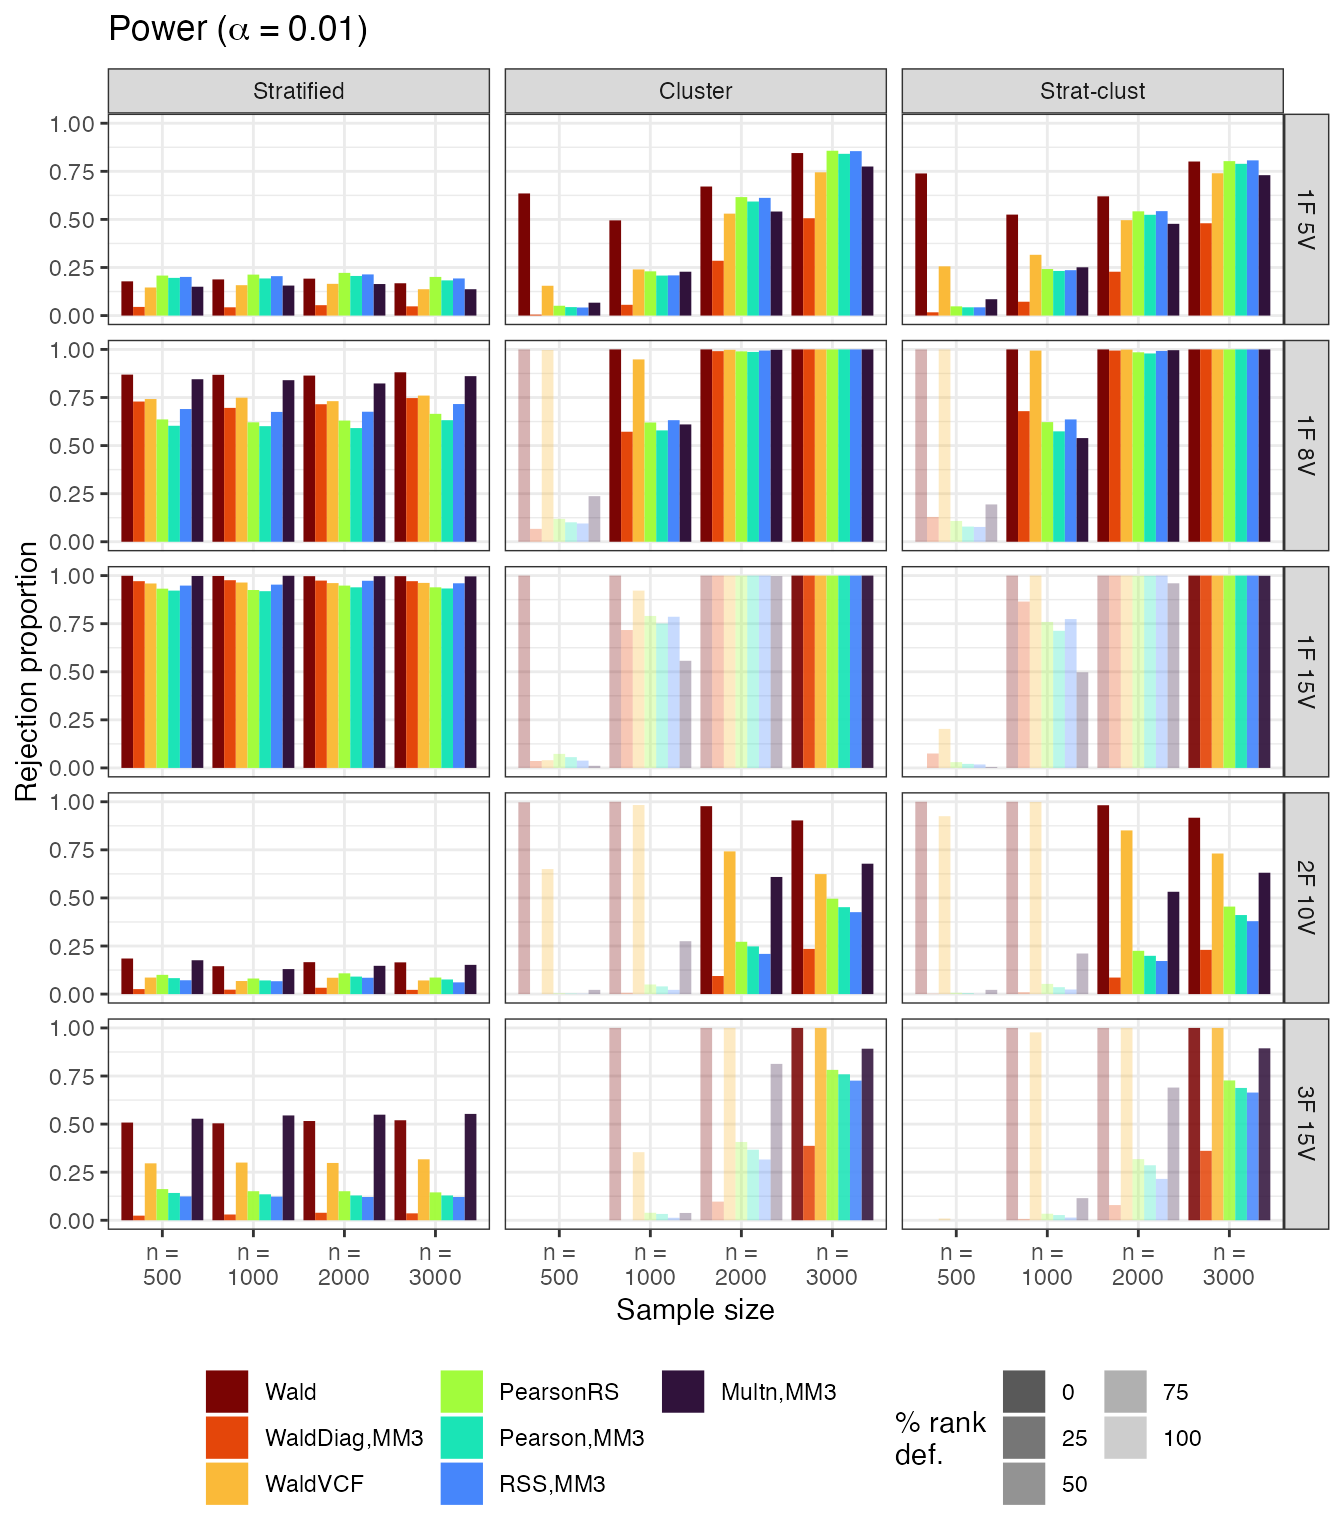 Power (α = 0.01)
Stratified
Cluster
Strat-clust
Rejection proportion
1.00
0.75
0.50
0.25
0.00
1F 5V
1.00
0.75
0.50
0.25
0.00
1F 8V
1.00
0.75
0.50
0.25
0.00
1F 15V
1.00
0.75
0.50
0.25
0.00
2F 10V
1.00
0.75
0.50
0.25
0.00
3F 15V
n =
500
n =
1000
n =
2000
n =
3000
n =
500
n =
1000
n =
2000
n =
3000
n =
500
n =
1000
n =
2000
n =
3000
Sample size
Wald
WaldDiag,MM3
WaldVCF
PearsonRS
Pearson,MM3
RSS,MM3
Multn,MM3
% rank
def.
0
25
50
75
100